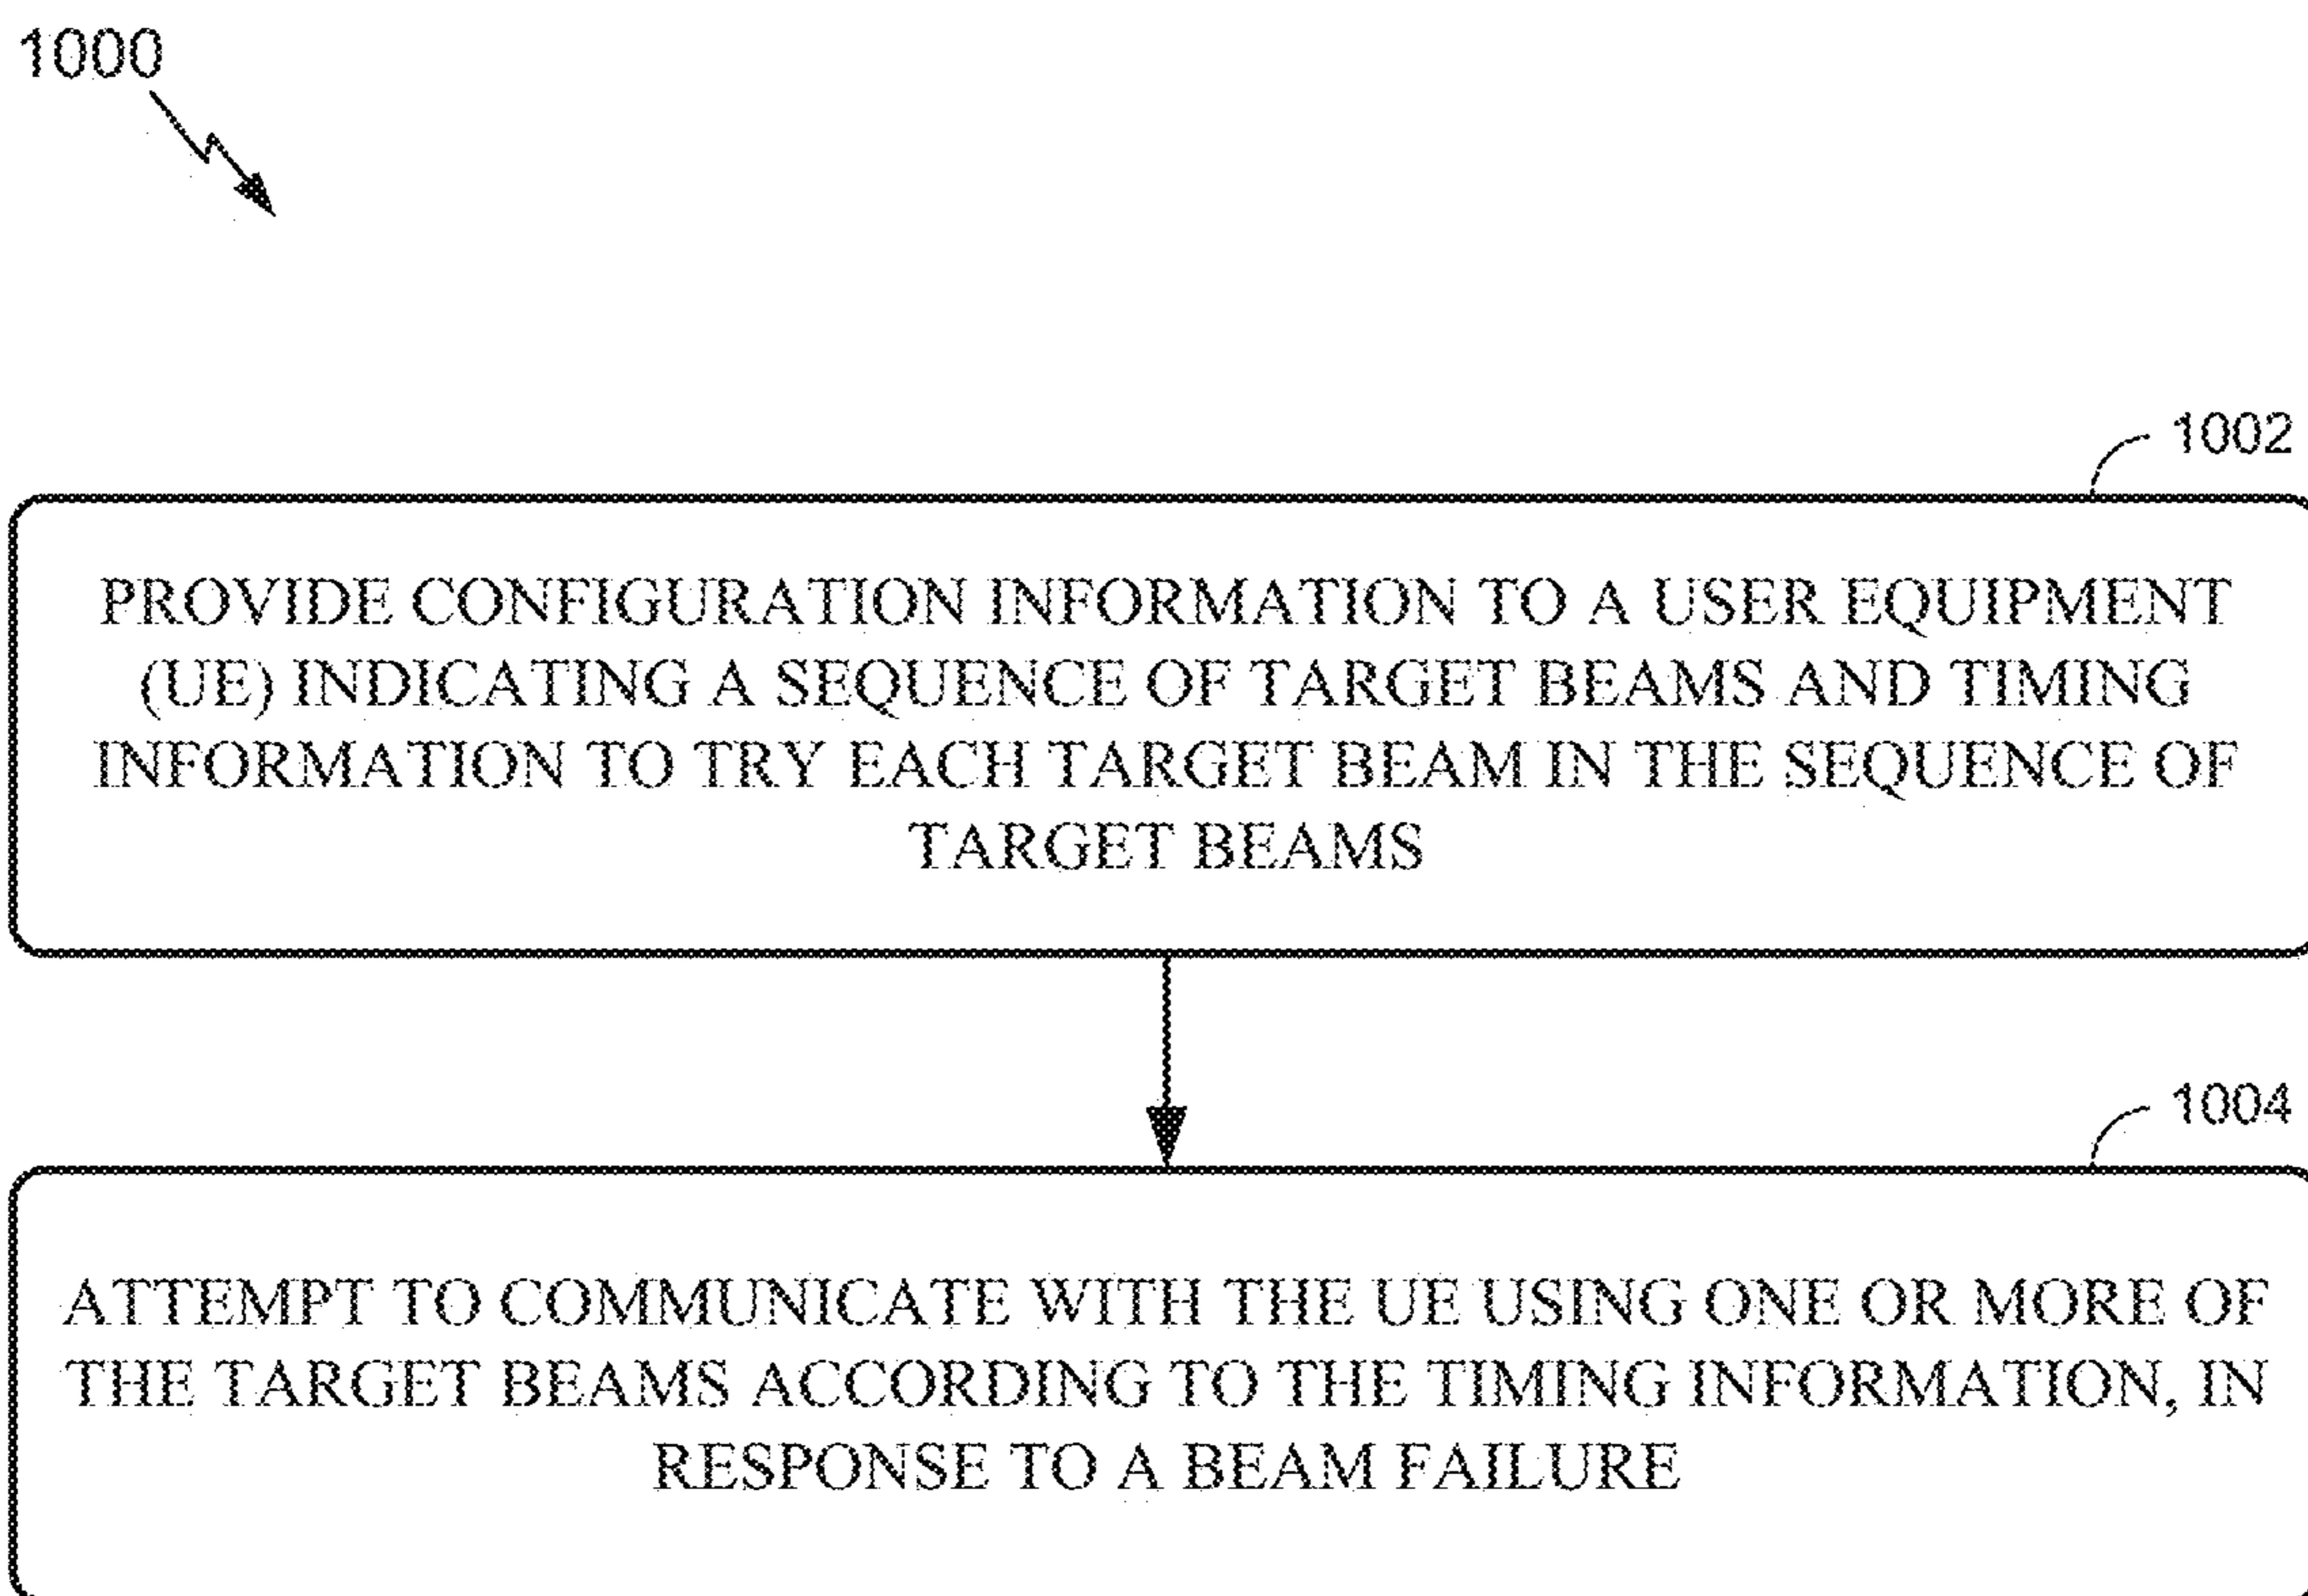 1000
1002
PROVIDE CONFIGURATION INFORMATION TO A USER EQUIPMENT
(UE) INDICATING A SEQUENCE OF TARGET BEAMS AND TIMING
INFORMATION TO TRY EACH TARGET BEAM IN THE SEQUENCE OF
TARGET BEAMS
1004
ATTEMPT TO COMMUNICATE WITH THE UE USING ONE OR MORE OF
THE TARGET BEAMS ACCORDING TO THE TIMING INFORMATION, IN
RESPONSE TO A BEAM FAILURE